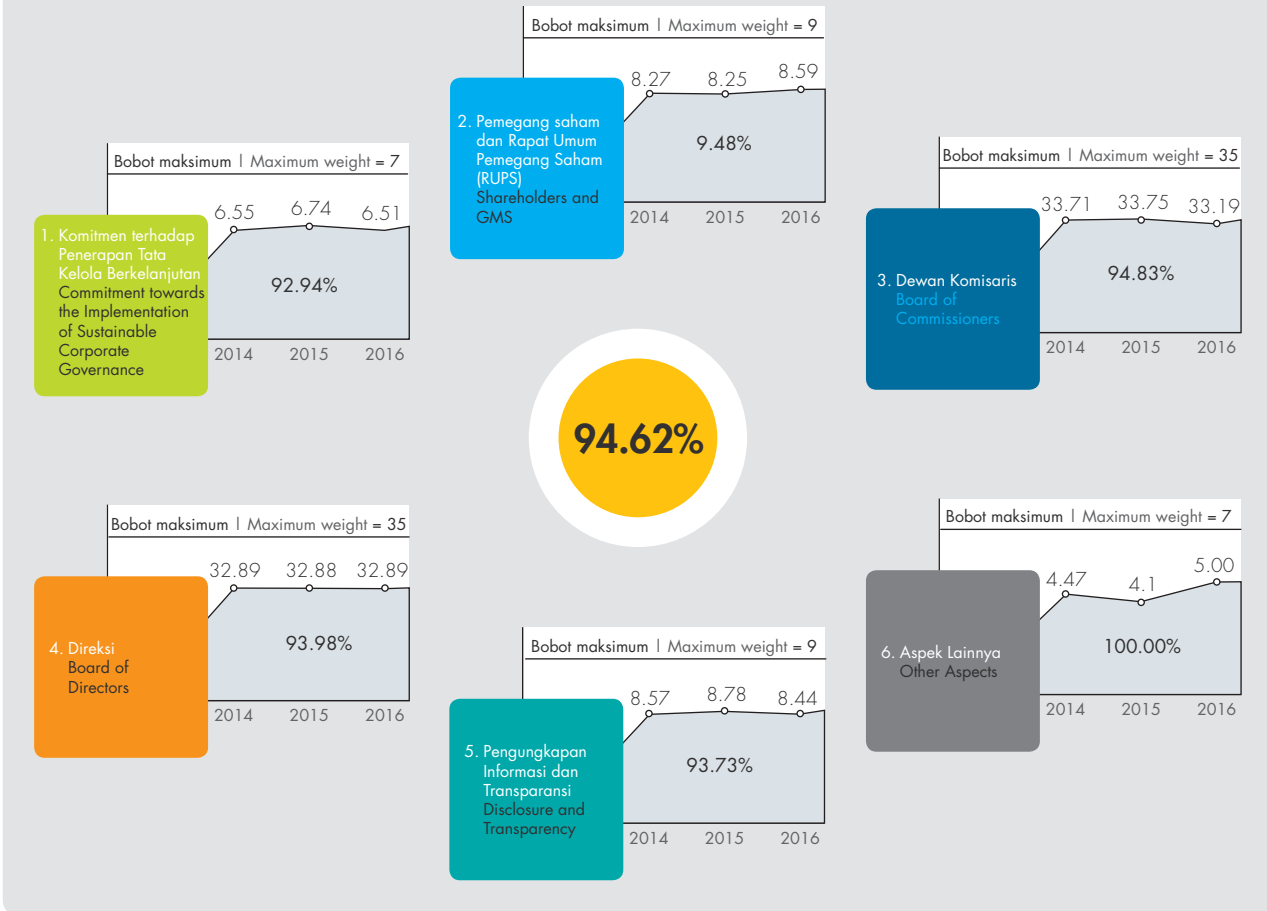 Bobot maksimum | Maximum weight = 7
1. Komitmen terhadap
Penerapan Tata
Kelola Berkelanjutan
Commitment towards
the Implementation
of Sustainable
Corporate
Governance
6.55 6.74 6.51
92.94%
2014 2015 2016
Bobot maksimum | Maximum weight = 9
2. Pemegang saham
dan Rapat Umum
Pemegang Saham
(RUPS)
Shareholders and
GMS
8.27 8.25 8.59
9.48%
2014 2015 2016
Bobot maksimum | Maximum weight = 35
3. Dewan Komisaris
Board of
Commissioners
33.71 33.75 33.19
94.83%
2014 2015 2016
94.62%
Bobot maksimum | Maximum weight = 35
4. Direksi
Board of
Directors
32.89 32.88 32.89
93.98%
2014 2015 2016
Bobot maksimum | Maximum weight = 9
5. Pengungkapan
Informasi dan
Transparansi
Disclosure and
Transparency
8.57 8.78 8.44
93.73%
2014 2015 2016
Bobot maksimum | Maximum weight = 7
6. Aspek Lainnya
Other Aspects
4.47 4.1 5.00
100.00%
2014 2015 2016